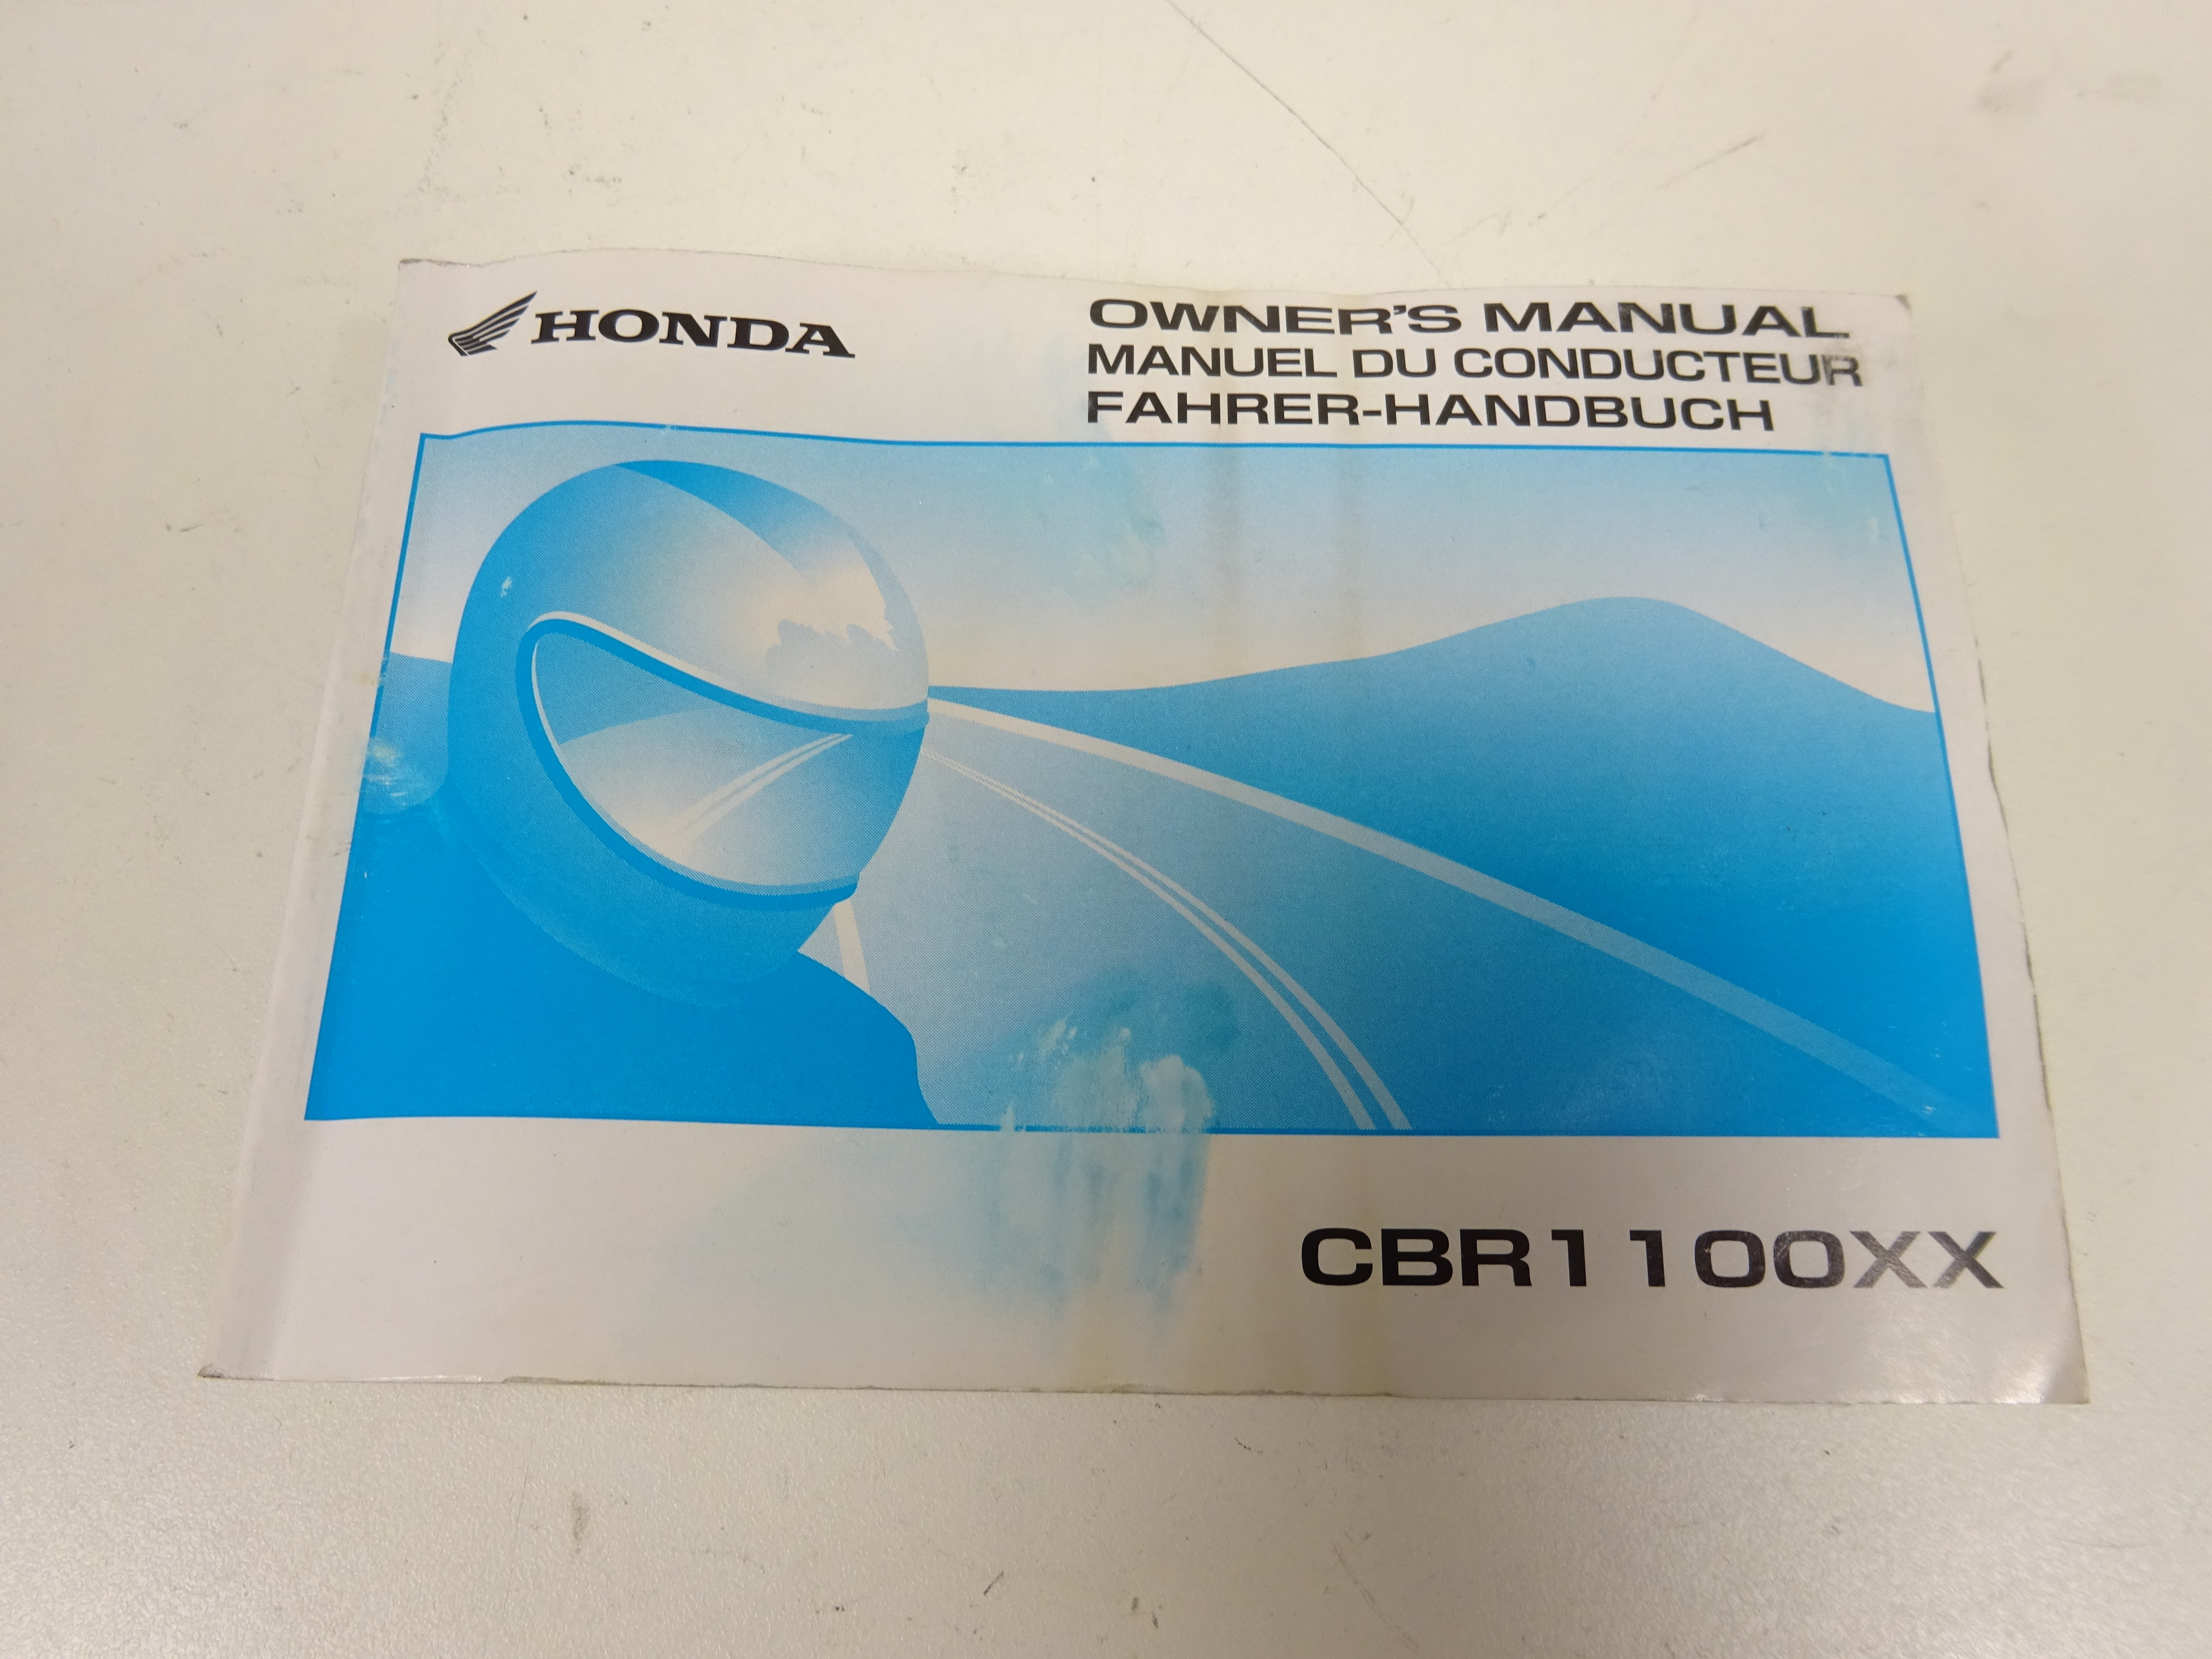 HONDA
OWNER'S MANUAL
MANUEL DU CONDUCTEUR
FAHRER-HANDBUCH
CBR1100XX